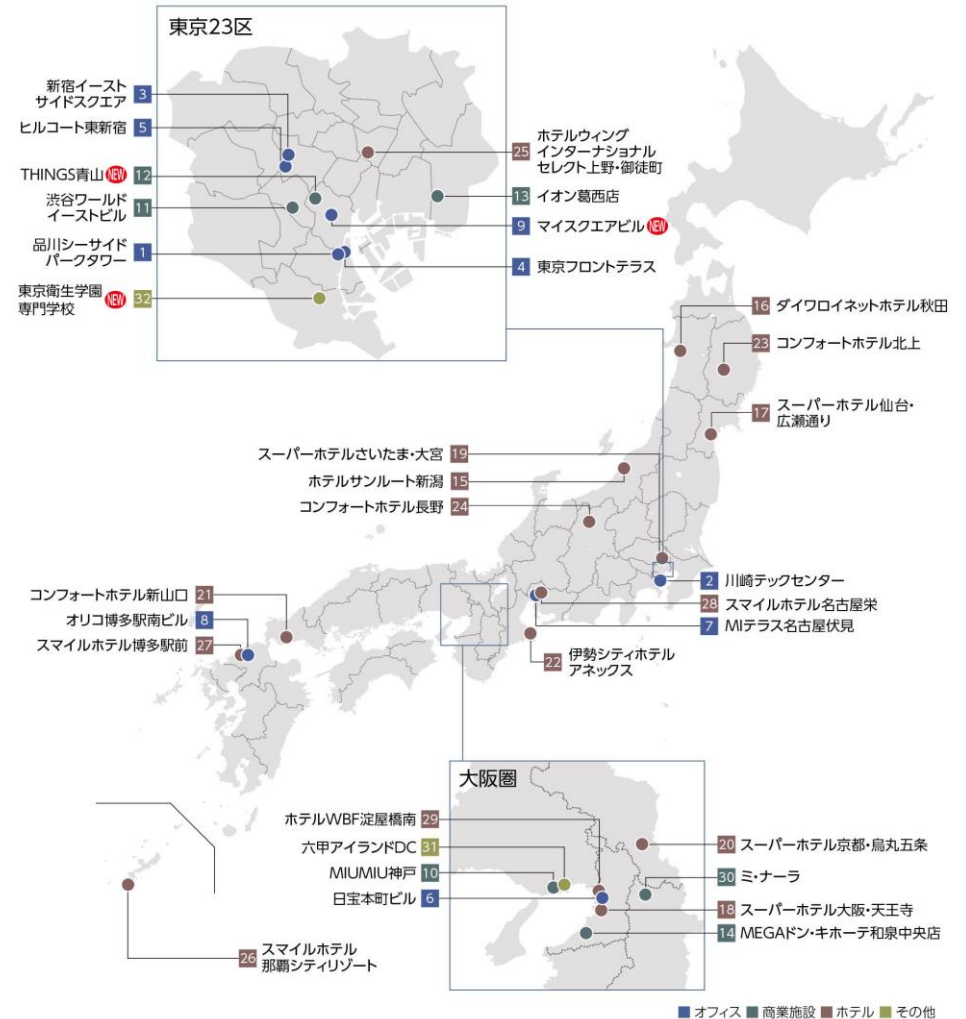 東京23区
新宿イースト
サイドスクエア 3
ヒルコート東新宿 5
THINGS青山 NEW 12
渋谷ワールド
イーストビル 11
品川シーサイド
パークタワー 1
東京衛生学園
専門学校 NEW 32
25 ホテルウィング
インターナショナル
セレクト上野・御徒町
13 イオン葛西店
9 マイスクエアビル NEW
4 東京フロントテラス
16 ダイワロイネットホテル秋田
23 コンフォートホテル北上
17 スーパーホテル仙台・
広瀬通り
スーパーホテルさいたま・大宮 19
ホテルサンルート新潟 15
コンフォートホテル長野 24
2 川崎テックセンター
28 スマイルホテル名古屋栄
7 MIテラス名古屋伏見
22 伊勢シティホテル
アネックス
コンフォートホテル新山口 21
オリコ博多駅南ビル 8
スマイルホテル博多駅前 27
26 スマイルホテル
那覇シティリゾート
大阪圏
ホテルWBF淀屋橋南 29
六甲アイランドDC 31
MIUMIU神戸 10
日宝本町ビル 6
20 スーパーホテル京都・烏丸五条
30 ミ・ナーラ
18 スーパーホテル大阪・天王寺
14 MEGAドン・キホーテ和泉中央店
オフィス 商業施設 ホテル その他